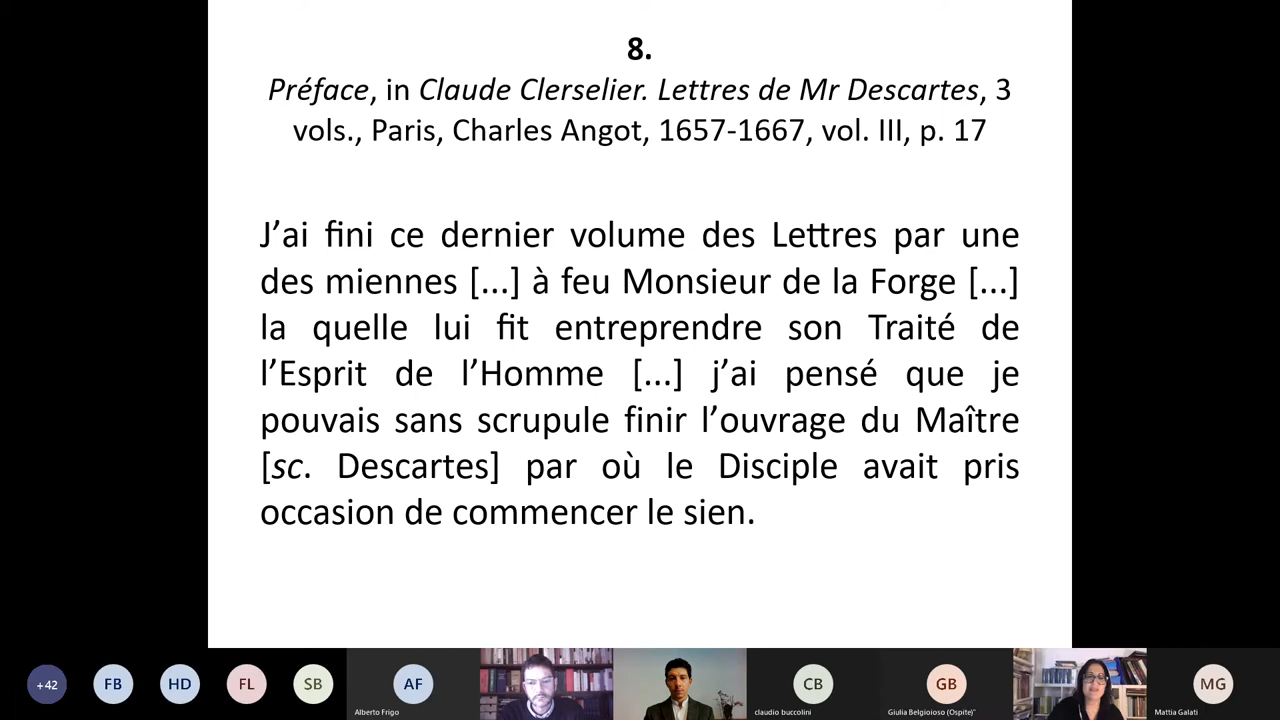 8.
Préface, in Claude Clerselier. Lettres de Mr Descartes, 3
vols., Paris, Charles Angot, 1657-1667, vol. III, p. 17
J’ai fini ce dernier volume des Lettres par une
des miennes [...] à feu Monsieur de la Forge [...]
la quelle lui fit entreprendre son Traité de
l’Esprit de l’Homme [...] j’ai pensé que je
pouvais sans scrupule finir l’ouvrage du Maître
[sc. Descartes] par où le Disciple avait pris
occasion de commencer le sien.
+42 FB HD FL SB AF CB GB MG
Alberto Frigo claudio buccolini Giulia Belgioioso (Ospite)" Mattia Galati